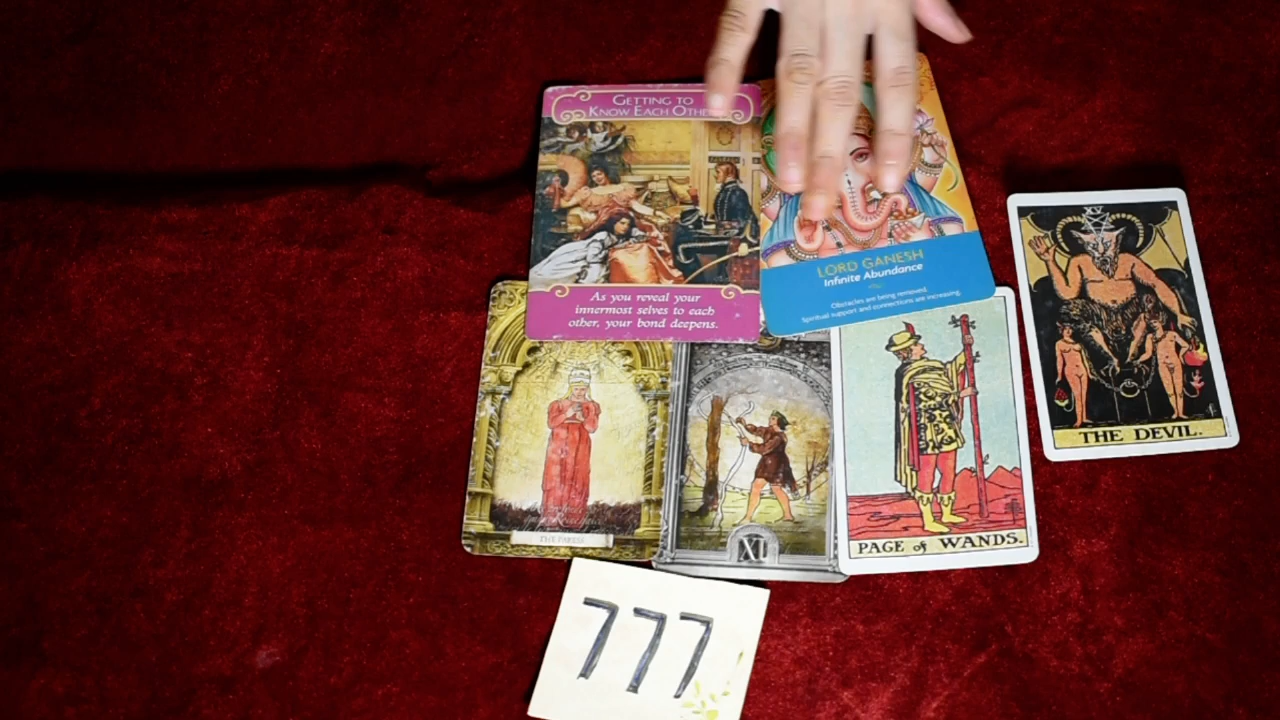 GETTING TO
KNOW EACH OTHER
As you reveal your
innermost selves to each
other, your bond deepens.
LORD GANESH
Infinite Abundance
Obstacles are being removed.
Spiritual support and connections are increasing.
XV
THE DEVIL.
XI
PAGE of WANDS.
777